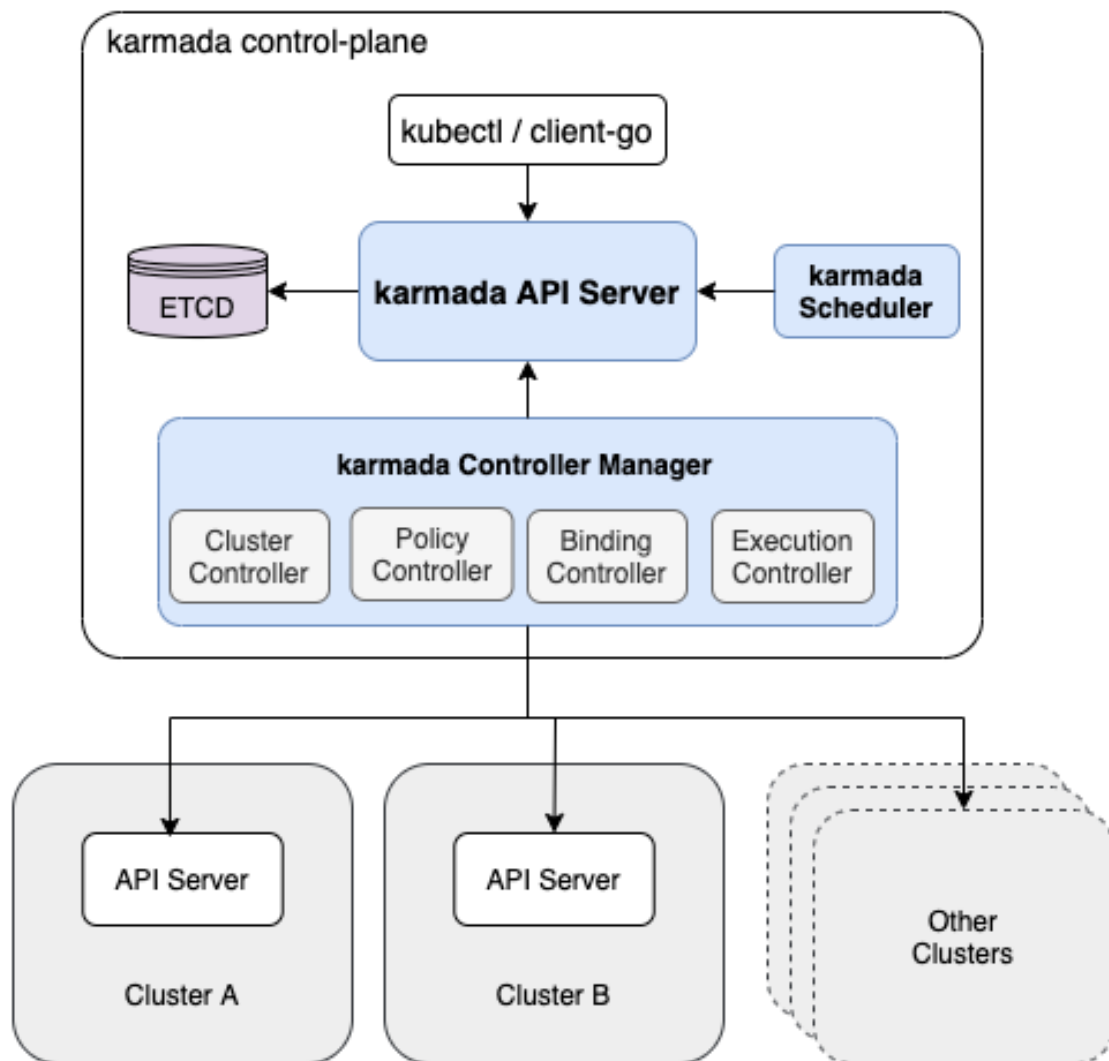 karmada control-plane
kubectl / client-go
ETCD
karmada API Server
karmada
Scheduler
karmada Controller Manager
Cluster
Controller
Policy
Controller
Binding
Controller
Execution
Controller
API Server
Cluster A
API Server
Cluster B
Other
Clusters